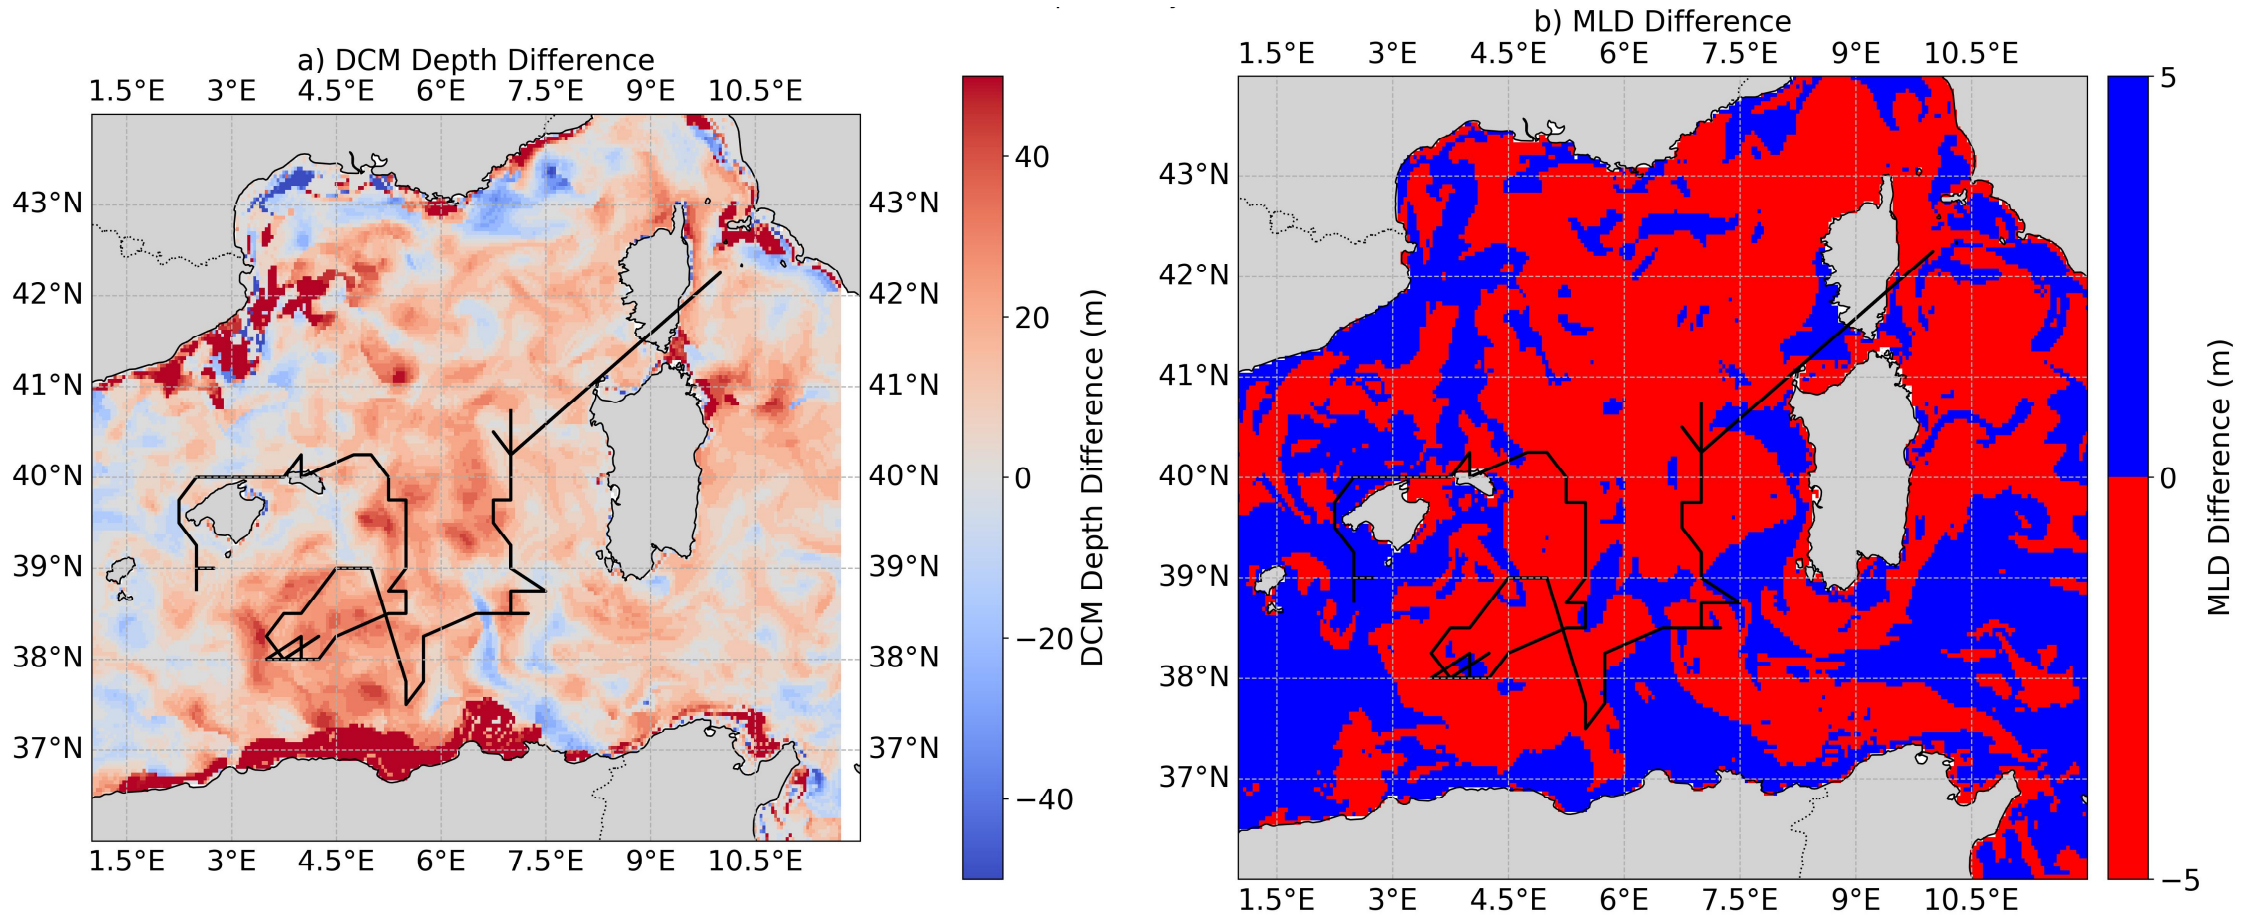 a) DCM Depth Difference
1.5°E 3°E 4.5°E 6°E 7.5°E 9°E 10.5°E
43°N 43°N
42°N 42°N
41°N 41°N
40°N 40°N
39°N 39°N
38°N 38°N
37°N 37°N
1.5°E 3°E 4.5°E 6°E 7.5°E 9°E 10.5°E
40
20
0
−20
−40
DCM Depth Difference (m)
b) MLD Difference
1.5°E 3°E 4.5°E 6°E 7.5°E 9°E 10.5°E
43°N
42°N
41°N
40°N
39°N
38°N
37°N
1.5°E 3°E 4.5°E 6°E 7.5°E 9°E 10.5°E
5
0
−5
MLD Difference (m)